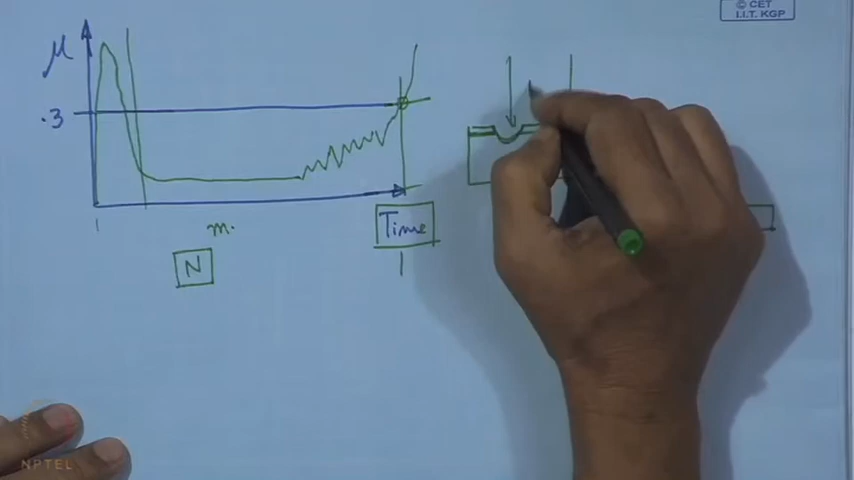 © CET
I.I.T. KGP
μ
.3
m.
Time
N
NPTEL